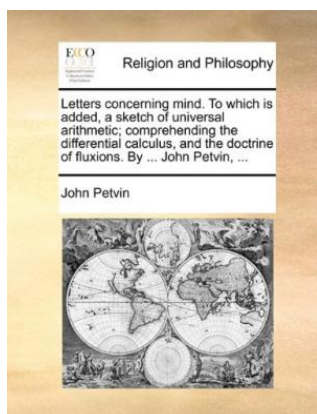 ECCO
Religion and Philosophy
Letters concerning mind. To which is
added, a sketch of universal
arithmetic; comprehending the
differential calculus, and the doctrine
of fluxions. By ... John Petvin, ...
John Petvin